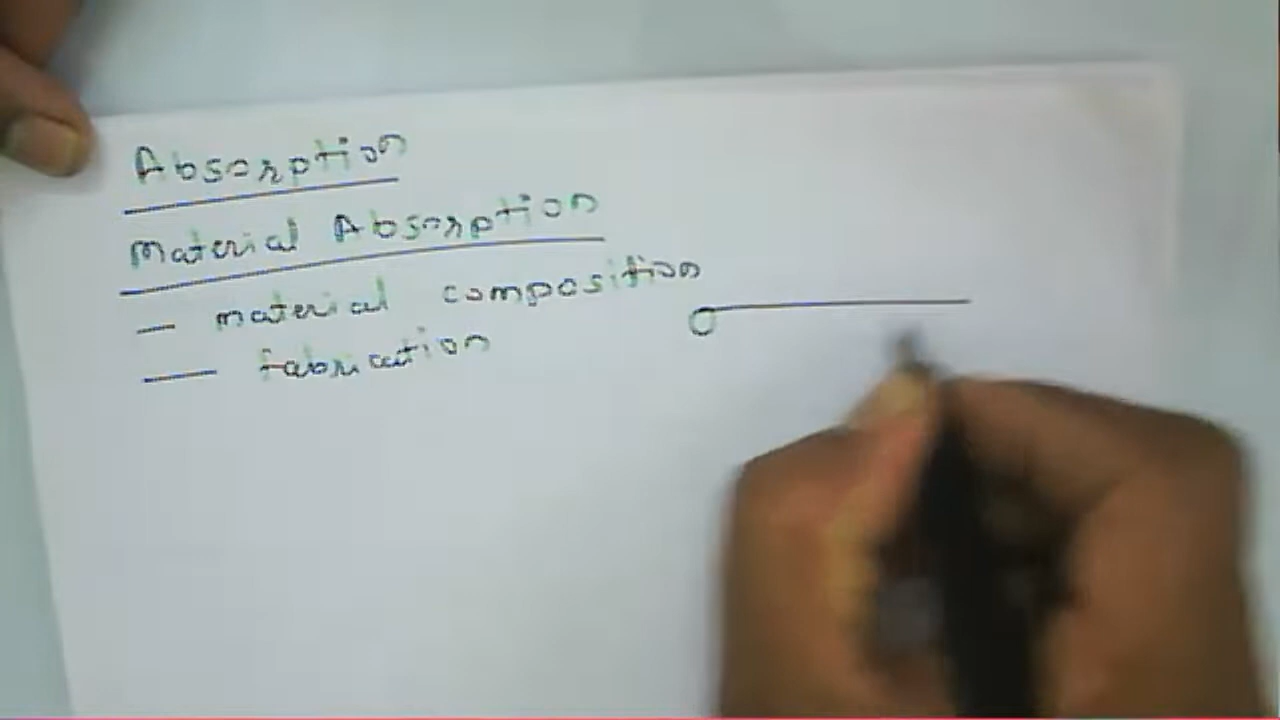 Absorption
Material Absorption
— material composition
— fabrication